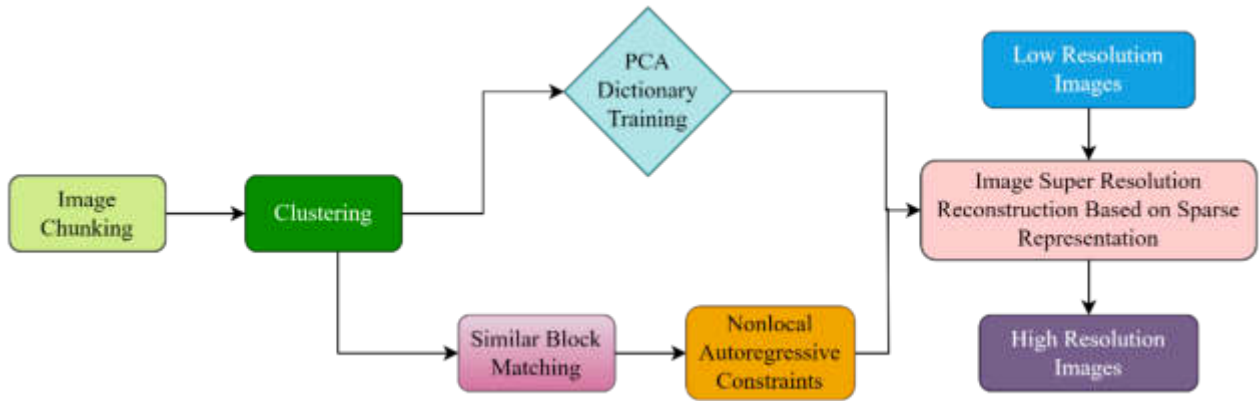 Image
Chunking
Clustering
PCA
Dictionary
Training
Similar Block
Matching
Nonlocal
Autoregressive
Constraints
Low Resolution
Images
Image Super Resolution
Reconstruction Based on Sparse
Representation
High Resolution
Images